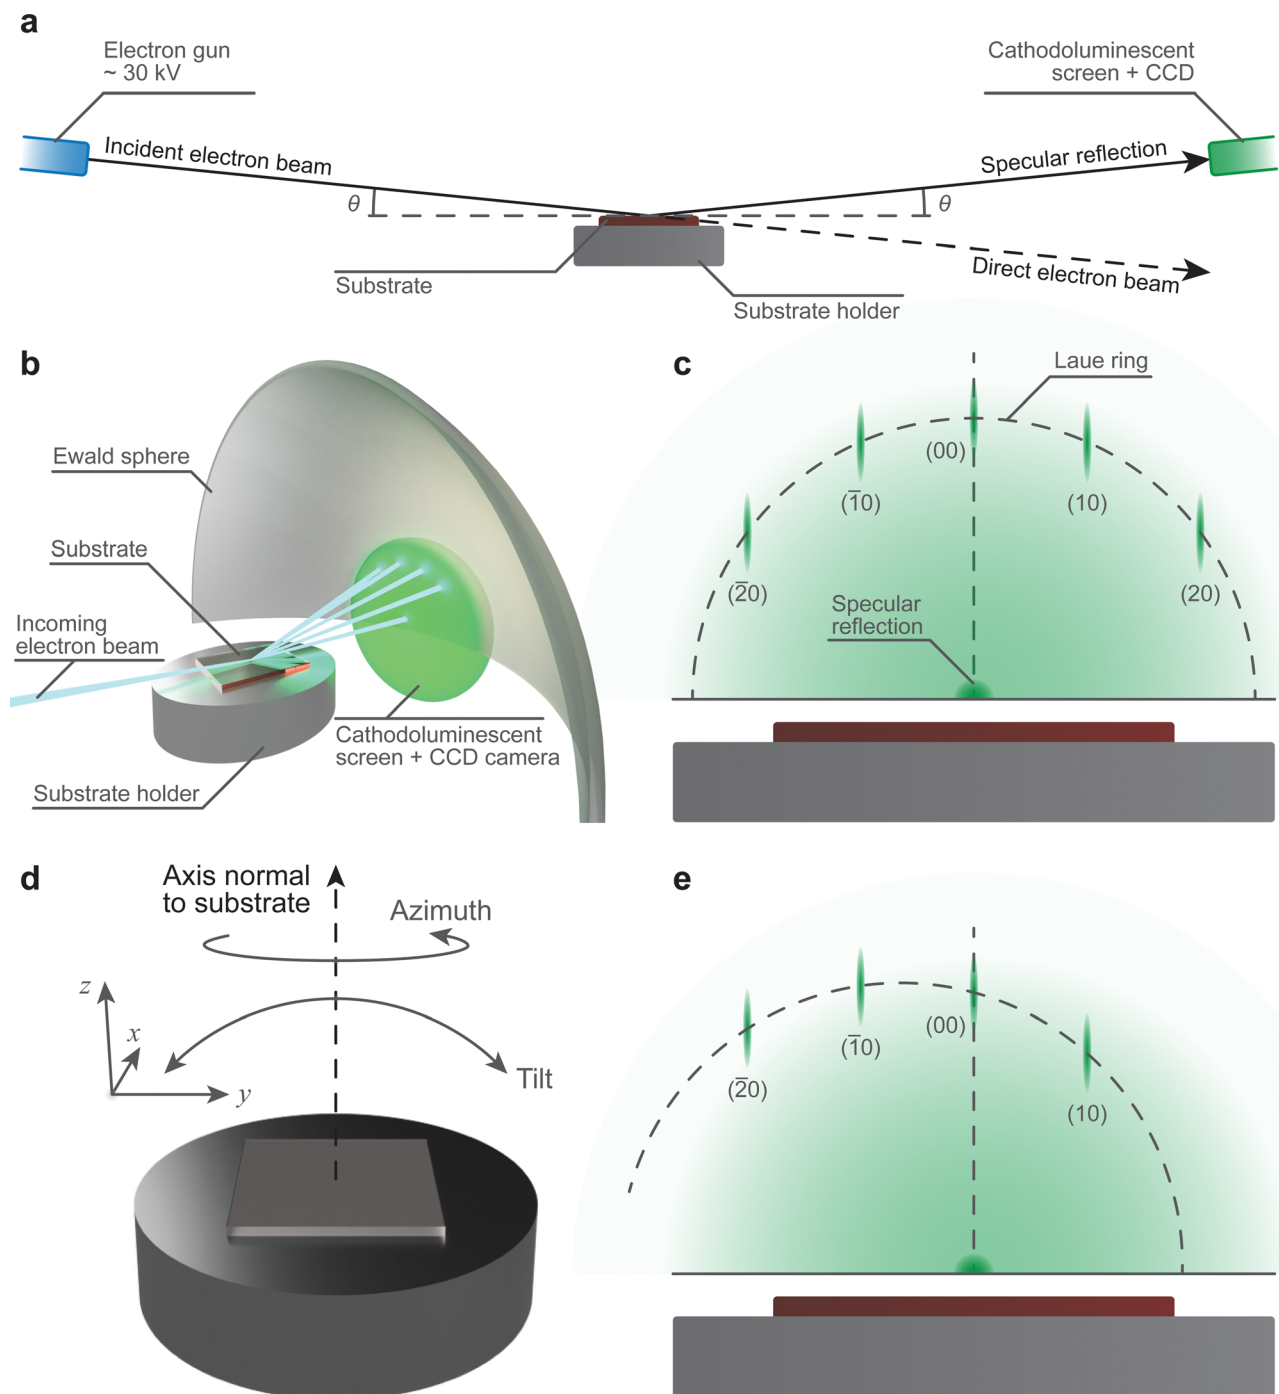 a
Electron gun
~ 30 kV
Cathodoluminescent
screen + CCD
Incident electron beam
Specular reflection
θ
θ
Substrate
Direct electron beam
Substrate holder
b
Ewald sphere
Substrate
Incoming
electron beam
Cathodoluminescent
screen + CCD camera
Substrate holder
c
Laue ring
(00)
(1̅0)
(10)
(2̅0)
(20)
Specular
reflection
d
Axis normal
to substrate
Azimuth
z
x
y
Tilt
e
(00)
(1̅0)
(2̅0)
(10)